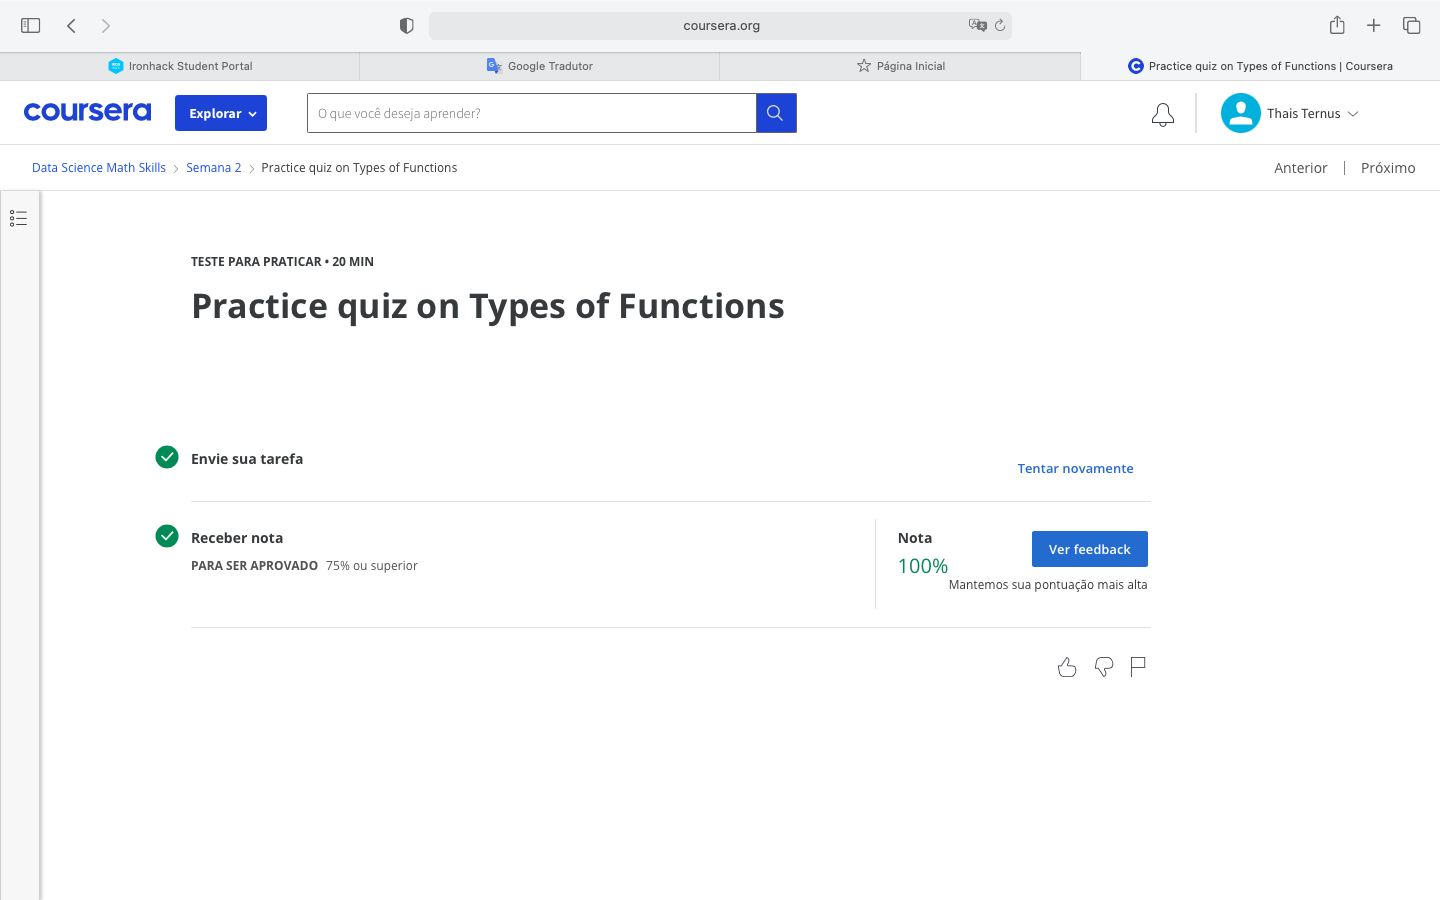 coursera.org
Ironhack Student Portal
Google Tradutor
Página Inicial
Practice quiz on Types of Functions | Coursera
coursera
Explorar
O que você deseja aprender?
Thais Ternus
Data Science Math Skills
Semana 2
Practice quiz on Types of Functions
Anterior
Próximo
TESTE PARA PRATICAR • 20 MIN
Practice quiz on Types of Functions
Envie sua tarefa
Tentar novamente
Receber nota
PARA SER APROVADO 75% ou superior
Nota
100%
Ver feedback
Mantemos sua pontuação mais alta